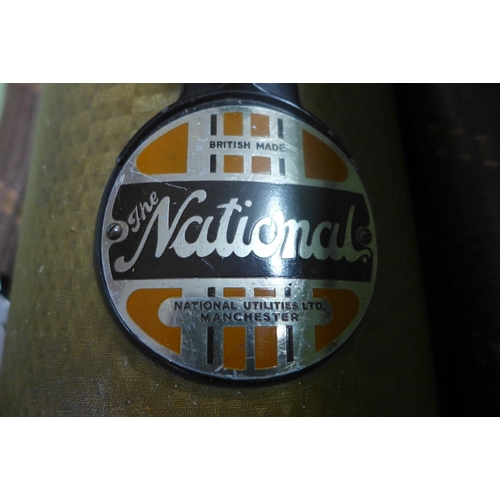 BRITISH MADE
The National
NATIONAL UTILITIES LTD.,
MANCHESTER